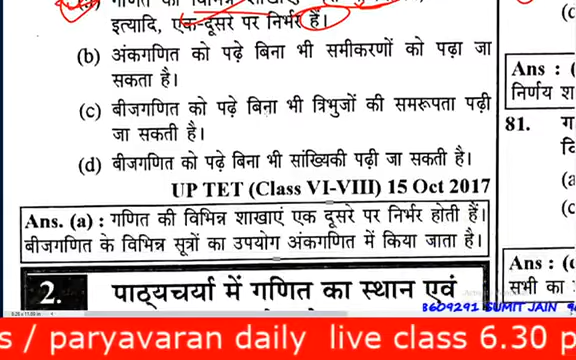 इत्यादि, एक-दूसरे पर निर्भर हैं।
(b) अंकगणित को पढ़े बिना भी समीकरणों को पढ़ा जा
सकता है।
(c) बीजगणित को पढ़े बिना भी त्रिभुजों की समरूपता पढ़ी
जा सकती है।
(d) बीजगणित को पढ़े बिना भी सांख्यिकी पढ़ी जा सकती है।
UP TET (Class VI-VIII) 15 Oct 2017
Ans. (a) : गणित की विभिन्न शाखाएं एक दूसरे पर निर्भर होती हैं।
बीजगणित के विभिन्न सूत्रों का उपयोग अंकगणित में किया जाता है।
2. पाठ्यचर्या में गणित का स्थान एवं
(c
Ans : (
निर्णय श
81. ग
वि
(a
(c
Ans : (
सभी का
8609291 SUMIT JAIN
s / paryavaran daily live class 6.30 p